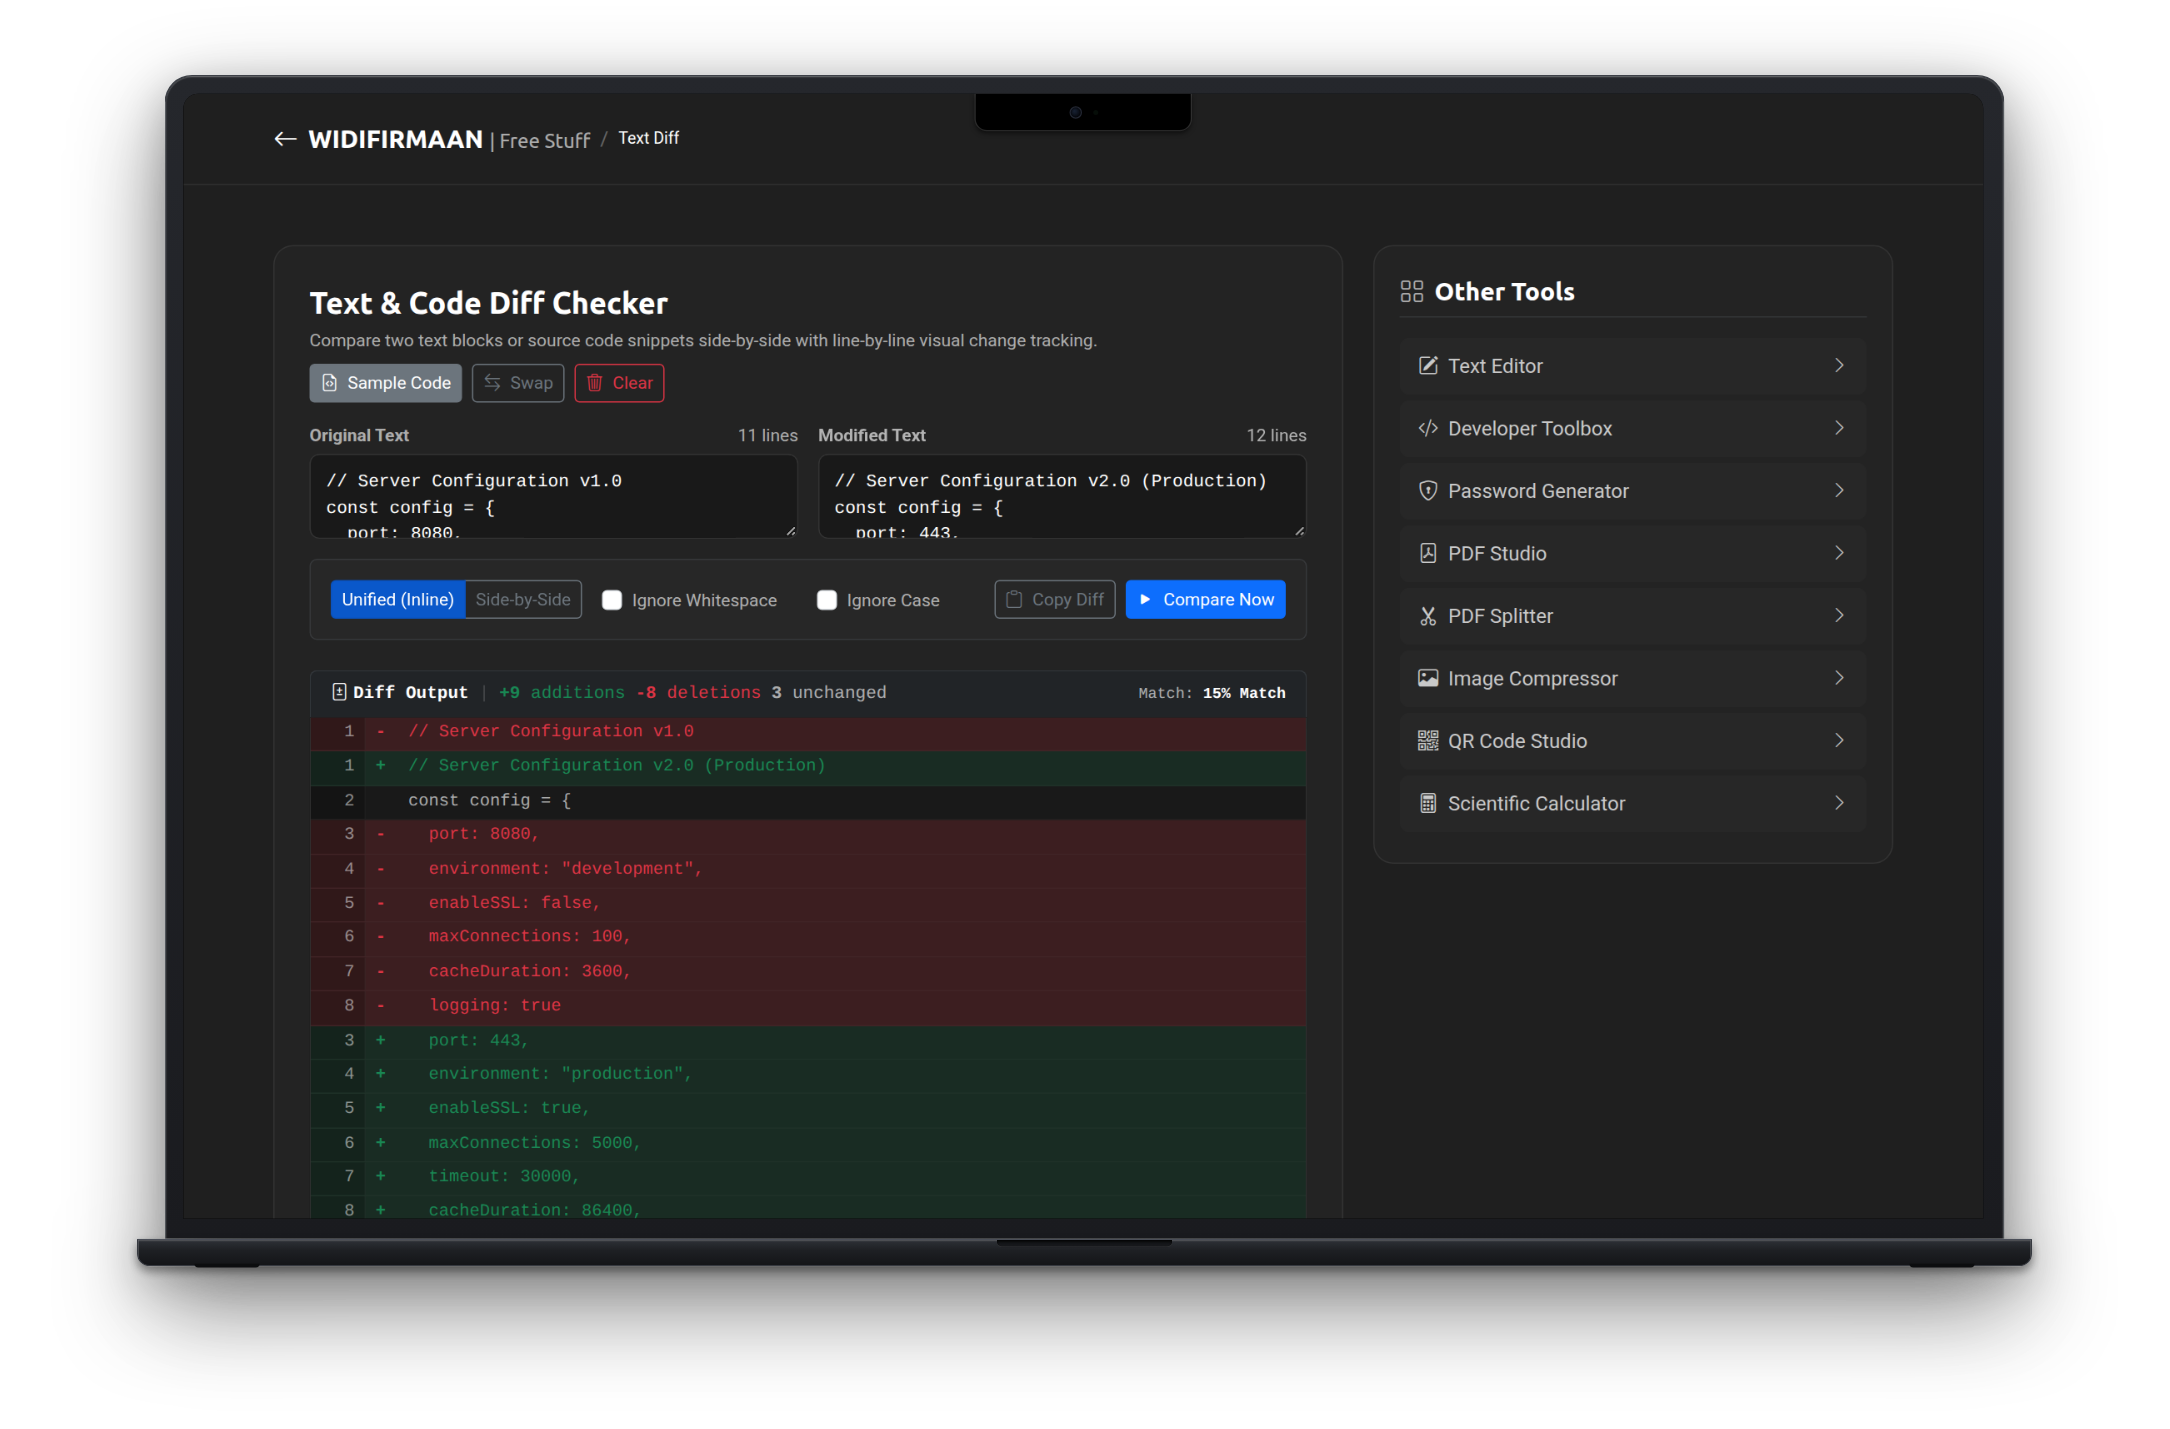 WIDIFIRMAAN | Free Stuff / Text Diff
Text & Code Diff Checker
Compare two text blocks or source code snippets side-by-side with line-by-line visual change tracking.
Sample Code Swap Clear
Original Text 11 lines
// Server Configuration v1.0
const config = {
port: 8080,
Modified Text 12 lines
// Server Configuration v2.0 (Production)
const config = {
port: 443,
Unified (Inline) Side-by-Side Ignore Whitespace Ignore Case Copy Diff Compare Now
Diff Output | +9 additions -8 deletions 3 unchanged Match: 15% Match
1 - // Server Configuration v1.0
1 + // Server Configuration v2.0 (Production)
2 const config = {
3 - port: 8080,
4 - environment: "development",
5 - enableSSL: false,
6 - maxConnections: 100,
7 - cacheDuration: 3600,
8 - logging: true
3 + port: 443,
4 + environment: "production",
5 + enableSSL: true,
6 + maxConnections: 5000,
7 + timeout: 30000,
8 + cacheDuration: 86400,
Other Tools
Text Editor
Developer Toolbox
Password Generator
PDF Studio
PDF Splitter
Image Compressor
QR Code Studio
Scientific Calculator